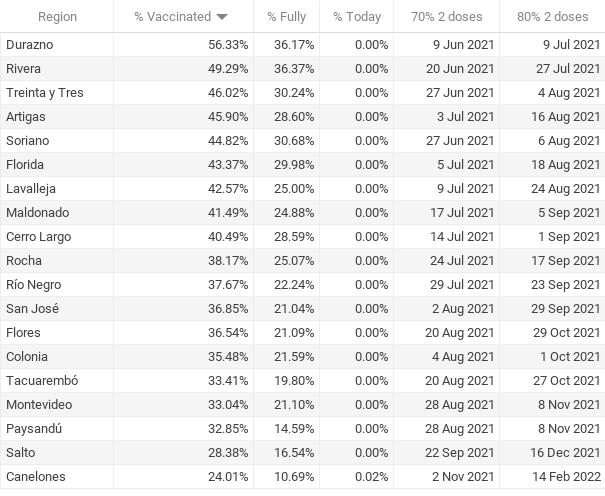 Region % Vaccinated % Fully % Today 70% 2 doses 80% 2 doses
Durazno 56.33% 36.17% 0.00% 9 Jun 2021 9 Jul 2021
Rivera 49.29% 36.37% 0.00% 20 Jun 2021 27 Jul 2021
Treinta y Tres 46.02% 30.24% 0.00% 27 Jun 2021 4 Aug 2021
Artigas 45.90% 28.60% 0.00% 3 Jul 2021 16 Aug 2021
Soriano 44.82% 30.68% 0.00% 27 Jun 2021 6 Aug 2021
Florida 43.37% 29.98% 0.00% 5 Jul 2021 18 Aug 2021
Lavalleja 42.57% 25.00% 0.00% 9 Jul 2021 24 Aug 2021
Maldonado 41.49% 24.88% 0.00% 17 Jul 2021 5 Sep 2021
Cerro Largo 40.49% 28.59% 0.00% 14 Jul 2021 1 Sep 2021
Rocha 38.17% 25.07% 0.00% 24 Jul 2021 17 Sep 2021
Río Negro 37.67% 22.24% 0.00% 29 Jul 2021 23 Sep 2021
San José 36.85% 21.04% 0.00% 2 Aug 2021 29 Sep 2021
Flores 36.54% 21.09% 0.00% 20 Aug 2021 29 Oct 2021
Colonia 35.48% 21.59% 0.00% 4 Aug 2021 1 Oct 2021
Tacuarembó 33.41% 19.80% 0.00% 20 Aug 2021 27 Oct 2021
Montevideo 33.04% 21.10% 0.00% 28 Aug 2021 8 Nov 2021
Paysandú 32.85% 14.59% 0.00% 28 Aug 2021 8 Nov 2021
Salto 28.38% 16.54% 0.00% 22 Sep 2021 16 Dec 2021
Canelones 24.01% 10.69% 0.02% 2 Nov 2021 14 Feb 2022